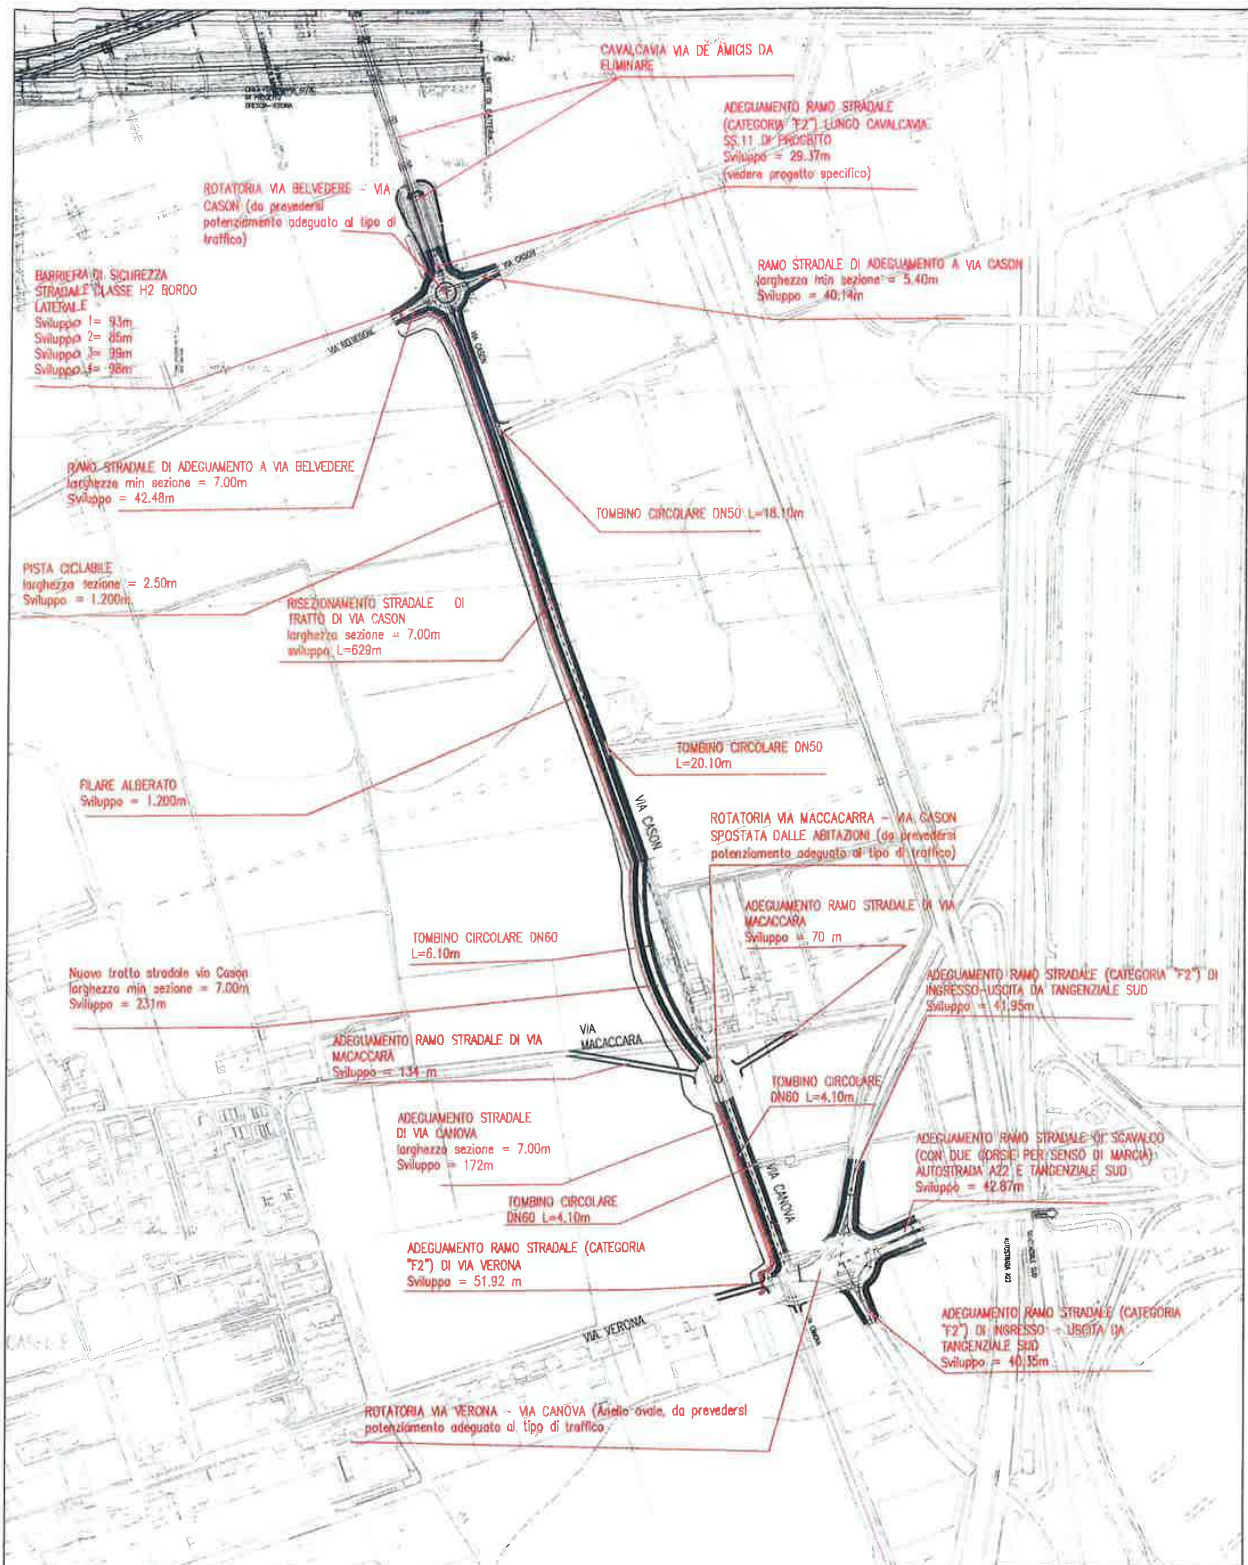 CAVALCAVIA VIA DE AMICIS DA
ELIMINARE
ADEGUAMENTO RAMO STRADALE
(CATEGORIA "F2") LUNGO CAVALCAVIA
SS.11 DI PROGETTO
Sviluppo = 29.37m
(vedere progetto specifico)
ROTATORIA VIA BELVEDERE - VIA
CASON (da prevedersi
potenziamento adeguato al tipo di
traffico)
VIA CASON
RAMO STRADALE DI ADEGUAMENTO A VIA CASON
larghezza min sezione = 5.40m
Sviluppo = 40.14m
BARRIERA DI SICUREZZA
STRADALE CLASSE H2 BORDO
LATERALE
Sviluppo 1= 93m
Sviluppo 2= 85m
Sviluppo 3= 99m
Sviluppo 4= 98m
VIA BELVEDERE
VIA CASON
RAMO STRADALE DI ADEGUAMENTO A VIA BELVEDERE
larghezza min sezione = 7.00m
Sviluppo = 42.48m
TOMBINO CIRCOLARE DN50 L=18.10m
PISTA CICLABILE
larghezza sezione = 2.50m
Sviluppo = 1.200m
RISEZIONAMENTO STRADALE DI
TRATTO DI VIA CASON
larghezza sezione = 7.00m
sviluppo L=629m
TOMBINO CIRCOLARE DN50
L=20.10m
FILARE ALBERATO
Sviluppo = 1.200m
VIA CASON
ROTATORIA VIA MACCACARRA - VIA CASON
SPOSTATA DALLE ABITAZIONI (da prevedersi
potenziamento adeguato al tipo di traffico)
ADEGUAMENTO RAMO STRADALE DI VIA
MACACCARA
Sviluppo = 70 m
TOMBINO CIRCOLARE DN60
L=6.10m
Nuovo tratto stradale via Cason
larghezza min sezione = 7.00m
Sviluppo = 231m
ADEGUAMENTO RAMO STRADALE (CATEGORIA "F2") DI
INGRESSO-USCITA DA TANGENZIALE SUD
Sviluppo = 41.95m
VIA
MACACCARA
ADEGUAMENTO RAMO STRADALE DI VIA
MACACCARA
Sviluppo = 134 m
TOMBINO CIRCOLARE
DN60 L=4.10m
ADEGUAMENTO STRADALE
DI VIA CANOVA
larghezza sezione = 7.00m
Sviluppo = 172m
ADEGUAMENTO RAMO STRADALE DI SCAVALCO
(CON DUE CORSIE PER SENSO DI MARCIA)
AUTOSTRADA A22 E TANGENZIALE SUD
Sviluppo = 42.87m
VIA CANOVA
TOMBINO CIRCOLARE
DN60 L=4.10m
ADEGUAMENTO RAMO STRADALE (CATEGORIA
"F2") DI VIA VERONA
Sviluppo = 51.92 m
AUTOSTRADA A22
VIA VERONA
ADEGUAMENTO RAMO STRADALE (CATEGORIA
"F2") DI INGRESSO - USCITA DA
TANGENZIALE SUD
Sviluppo = 40.35m
ROTATORIA VIA VERONA - VIA CANOVA (Anello ovale, da prevedersi
potenziamento adeguato al tipo di traffico